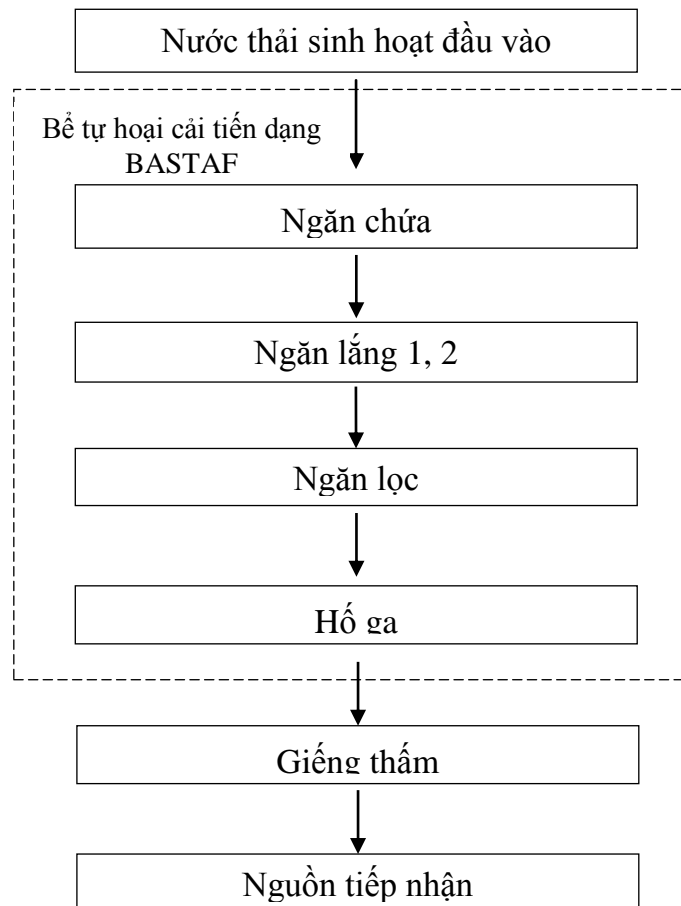 Nước thải sinh hoạt đầu vào
Bể tự hoại cải tiến dạng
BASTAF
Ngăn chứa
Ngăn lắng 1, 2
Ngăn lọc
Hố ga
Giếng thấm
Nguồn tiếp nhận